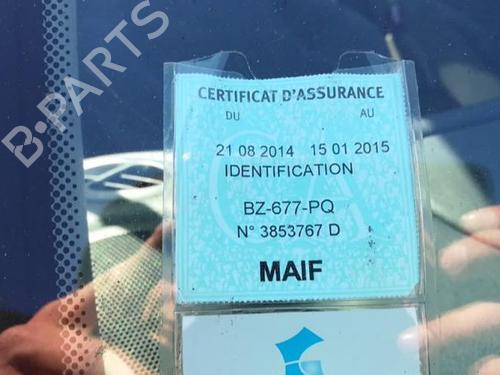 B-PARTS
CERTIFICAT D'ASSURANCE
DU AU
21 08 2014 15 01 2015
IDENTIFICATION
BZ-677-PQ
N° 3853767 D
MAIF